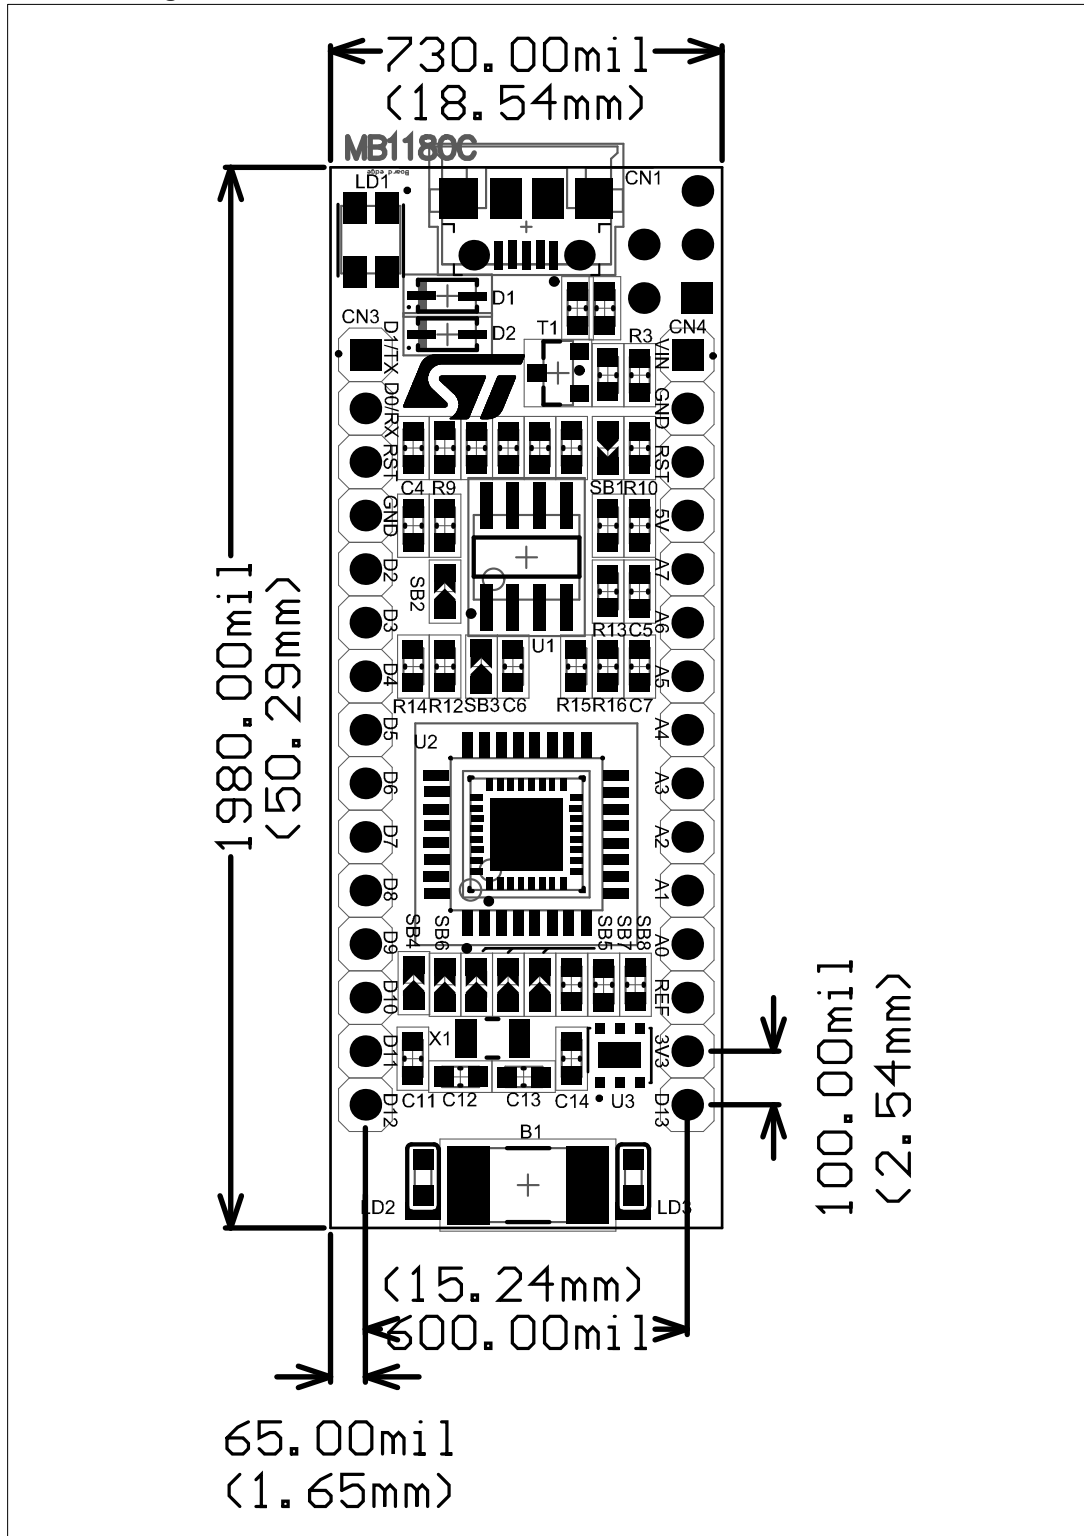 730.00mil
(18.54mm)
MB1180C
Board edge
LD1
CN1
D1
D2
CN3
T1
R3
CN4
D1/TX
VIN
D0/RX
GND
RST
RST
C4
R9
SB1
R10
GND
5V
D2
A7
SB2
D3
A6
R13
C5
U1
D4
A5
R14
R12
SB3
C6
R15
R16
C7
D5
A4
U2
D6
A3
D7
A2
D8
A1
SB4
SB6
SB5
SB7
SB8
D9
A0
D10
REF
X1
D11
3V3
C11
C12
C13
C14
U3
D12
D13
B1
LD2
LD3
1980.00mil
(50.29mm)
100.00mil
(2.54mm)
(15.24mm)
600.00mil
65.00mil
(1.65mm)
ST